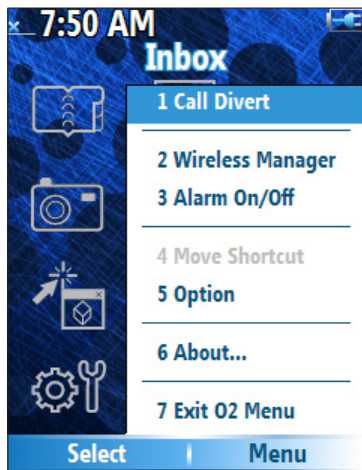 7:50 AM
Inbox
1 Call Divert
2 Wireless Manager
3 Alarm On/Off
4 Move Shortcut
5 Option
6 About...
7 Exit O2 Menu
Select
Menu